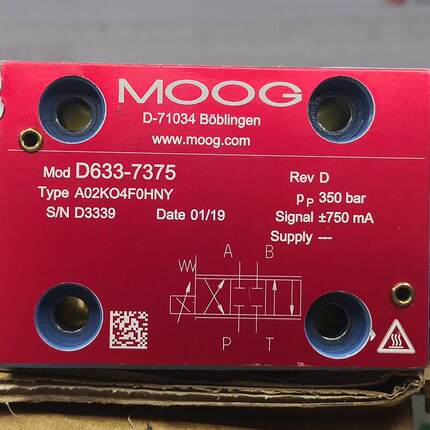 MOOG
D-71034 Böblingen
www.moog.com
Mod D633-7375
Type A02KO4F0HNY
S/N D3339 Date 01/19
Rev D
pP 350 bar
Signal ±750 mA
Supply —
A B
P T